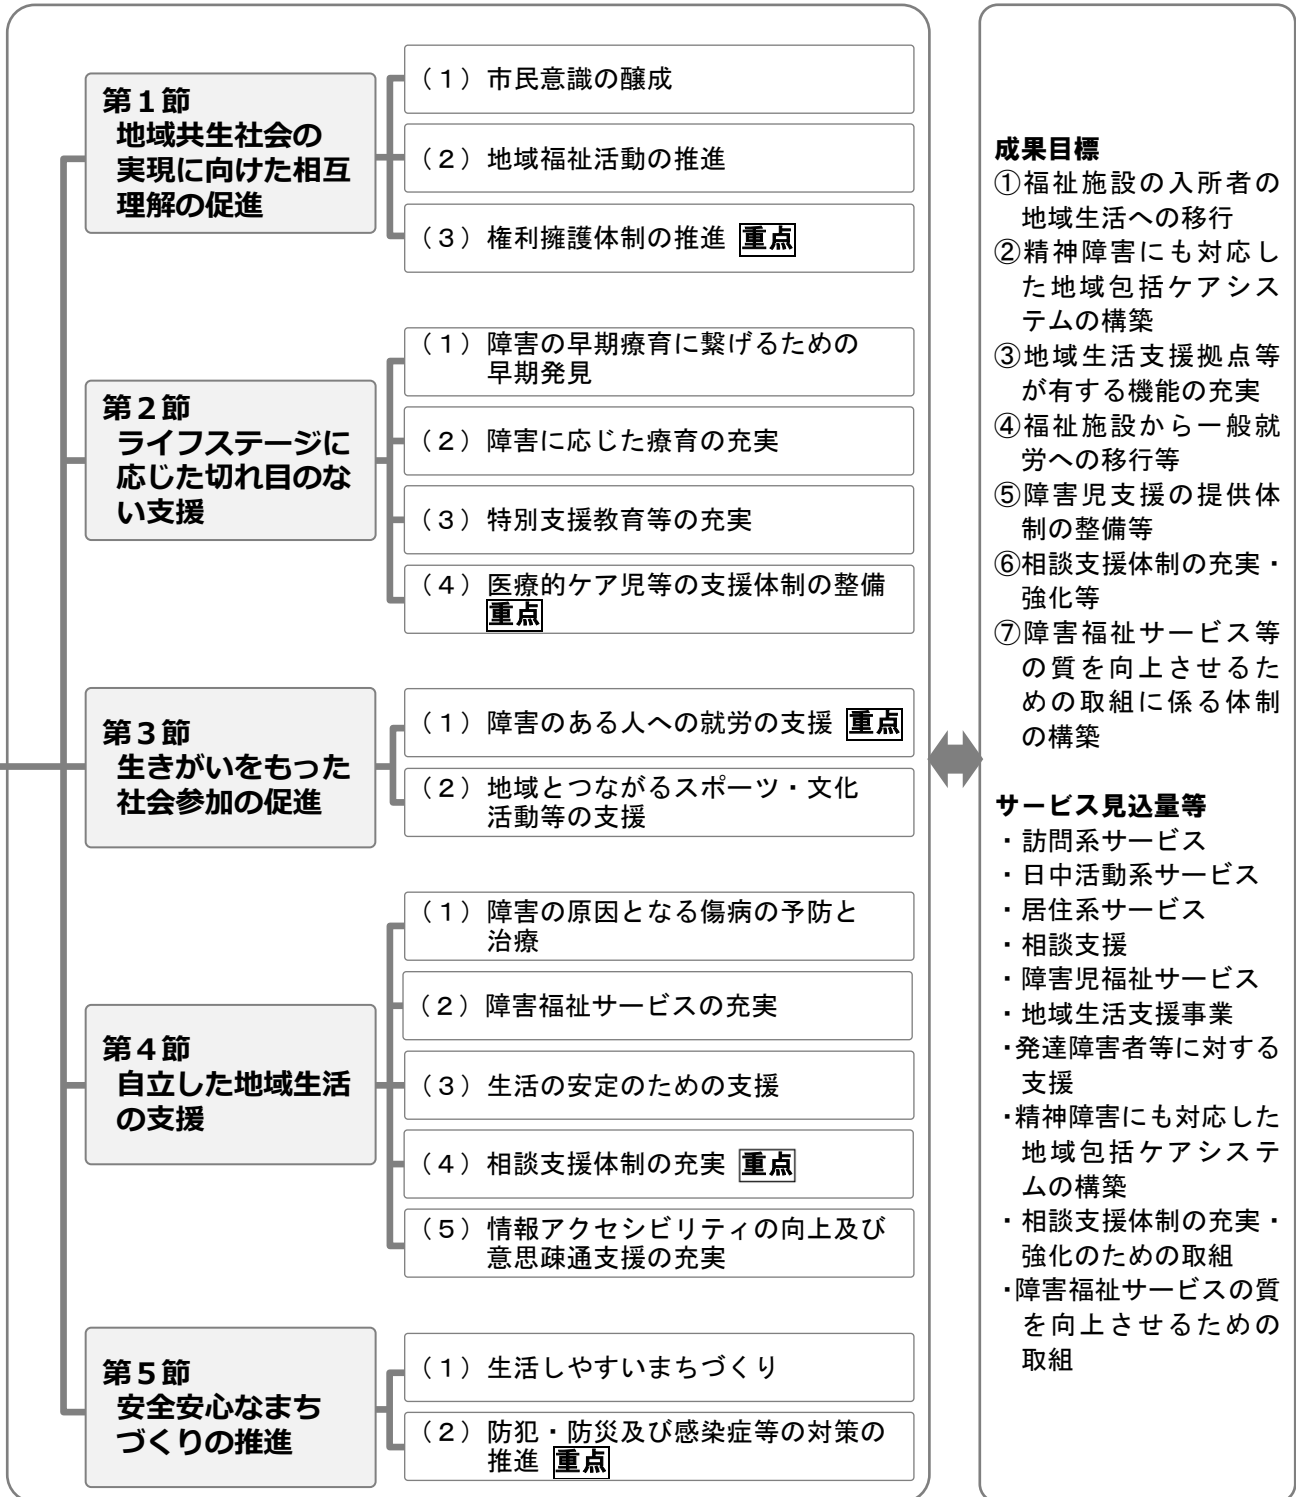 第１節
地域共生社会の
実現に向けた相互
理解の促進
（１）市民意識の醸成
（２）地域福祉活動の推進
（３）権利擁護体制の推進 重点
第２節
ライフステージに
応じた切れ目のな
い支援
（１）障害の早期療育に繋げるための
早期発見
（２）障害に応じた療育の充実
（３）特別支援教育等の充実
（４）医療的ケア児等の支援体制の整備
重点
第３節
生きがいをもった
社会参加の促進
（１）障害のある人への就労の支援 重点
（２）地域とつながるスポーツ・文化
活動等の支援
第４節
自立した地域生活
の支援
（１）障害の原因となる傷病の予防と
治療
（２）障害福祉サービスの充実
（３）生活の安定のための支援
（４）相談支援体制の充実 重点
（５）情報アクセシビリティの向上及び
意思疎通支援の充実
第５節
安全安心なまち
づくりの推進
（１）生活しやすいまちづくり
（２）防犯・防災及び感染症等の対策の
推進 重点
成果目標
①福祉施設の入所者の
地域生活への移行
②精神障害にも対応し
た地域包括ケアシス
テムの構築
③地域生活支援拠点等
が有する機能の充実
④福祉施設から一般就
労への移行等
⑤障害児支援の提供体
制の整備等
⑥相談支援体制の充実・
強化等
⑦障害福祉サービス等
の質を向上させるた
めの取組に係る体制
の構築
サービス見込量等
・訪問系サービス
・日中活動系サービス
・居住系サービス
・相談支援
・障害児福祉サービス
・地域生活支援事業
・発達障害者等に対する
支援
・精神障害にも対応した
地域包括ケアシステ
ムの構築
・相談支援体制の充実・
強化のための取組
・障害福祉サービスの質
を向上させるための
取組